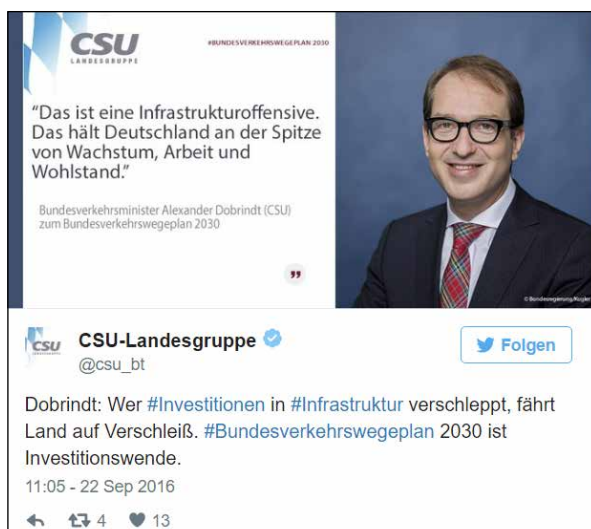 CSU
LANDESGRUPPE
#BUNDESVERKEHRSWEGEPLAN 2030
“Das ist eine Infrastrukturoffensive.
Das hält Deutschland an der Spitze
von Wachstum, Arbeit und
Wohlstand.”
Bundesverkehrsminister Alexander Dobrindt (CSU)
zum Bundesverkehrswegeplan 2030
”
© Bundesregierung/Kugler
CSU
CSU-Landesgruppe
@csu_bt
Folgen
Dobrindt: Wer #Investitionen in #Infrastruktur verschleppt, fährt
Land auf Verschleiß. #Bundesverkehrswegeplan 2030 ist
Investitionswende.
11:05 - 22 Sep 2016
4 13